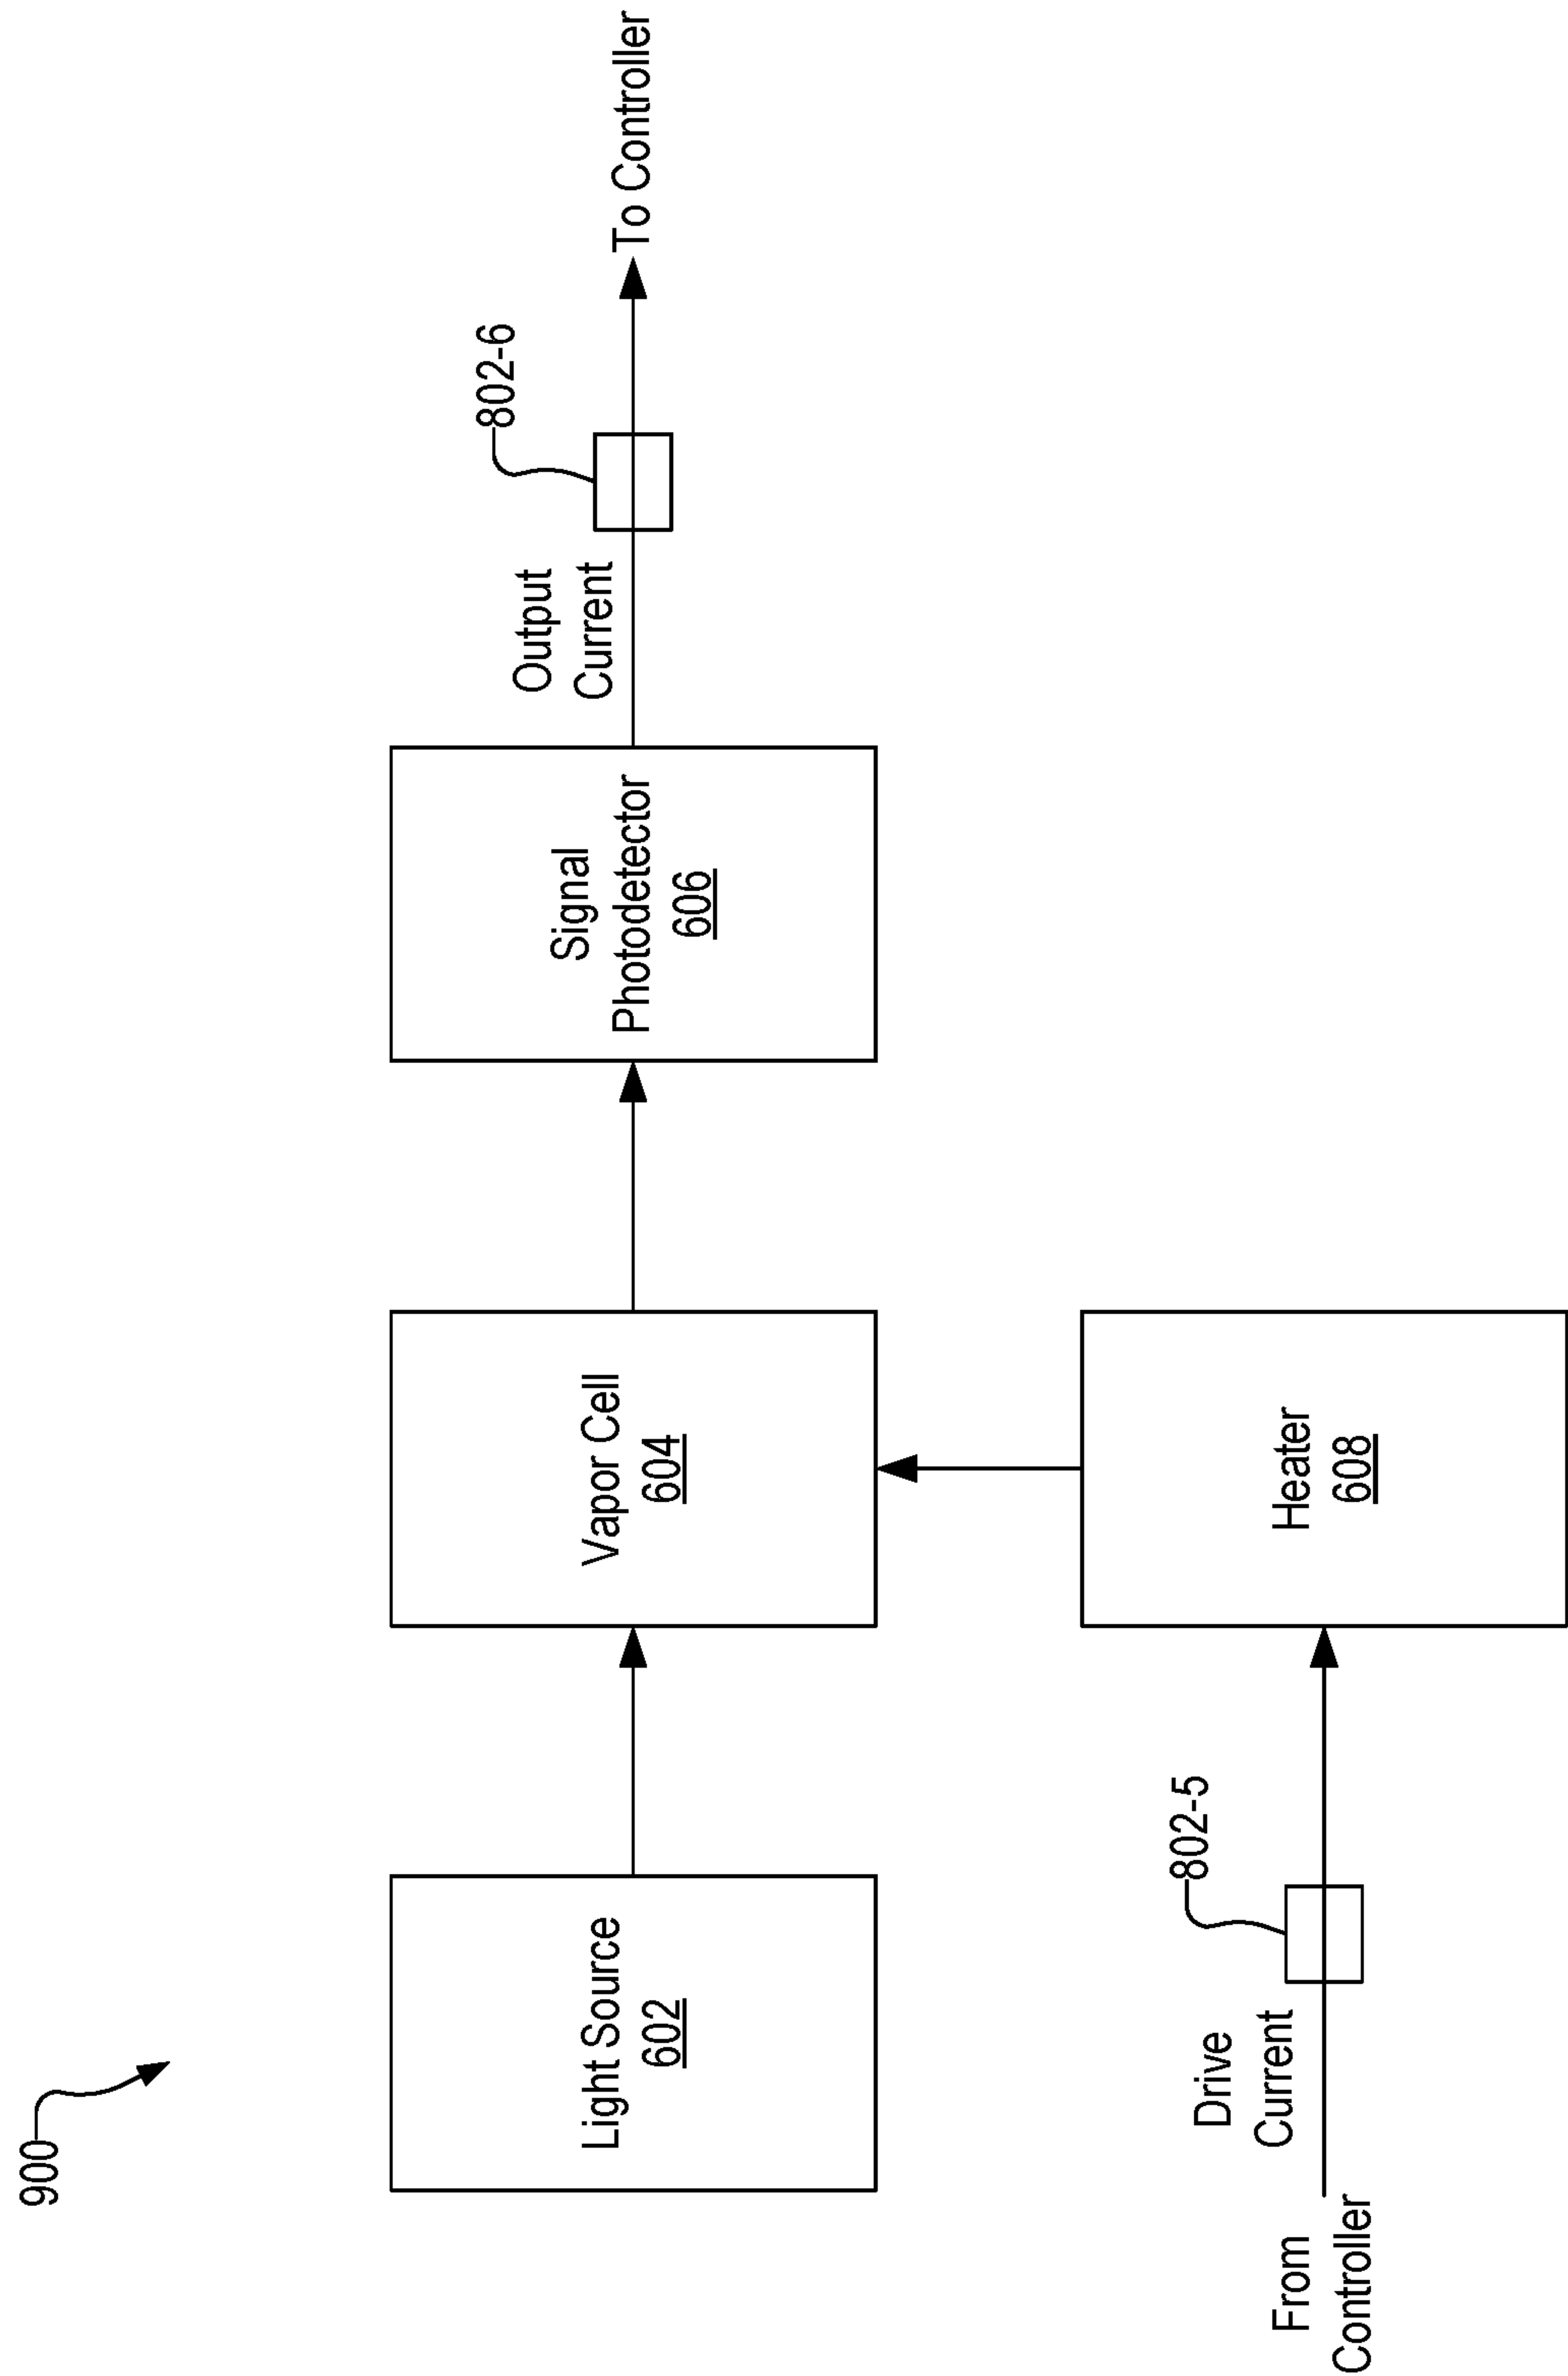 900
Light Source
602
Vapor Cell
604
Signal
Photodetector
606
Output
Current
802-6
To Controller
From
Controller
Drive
Current
802-5
Heater
608